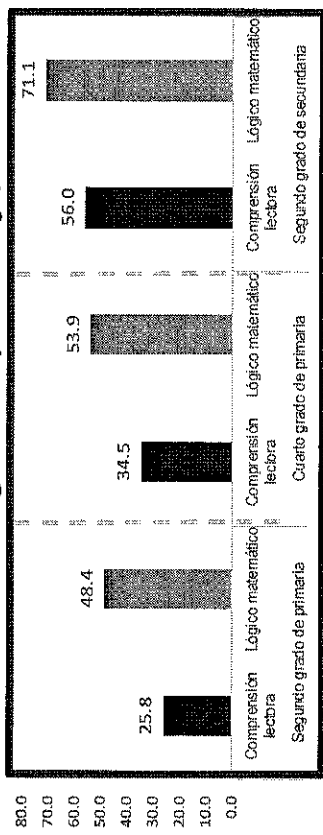 80.0
70.0
60.0
50.0
40.0
30.0
20.0
10.0
0.0
25.8
48.4
34.5
53.9
56.0
71.1
Comprensión
lectora
Lógico matemático
Comprensión
lectora
Lógico matemático
Comprensión
lectora
Lógico matemático
Segundo grado de primaria
Cuarto grado de primaria
Segundo grado de secundaria